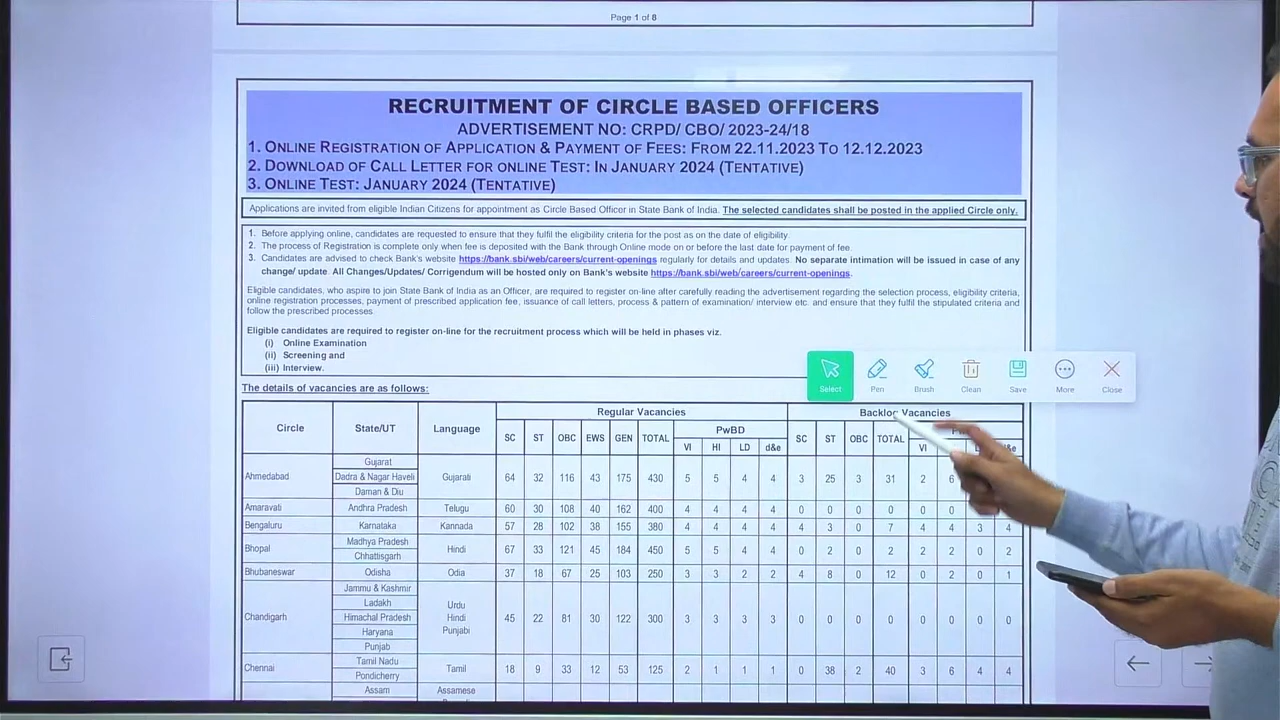 Page 1 of 8
RECRUITMENT OF CIRCLE BASED OFFICERS
ADVERTISEMENT NO: CRPD/ CBO/ 2023-24/18
1. ONLINE REGISTRATION OF APPLICATION & PAYMENT OF FEES: FROM 22.11.2023 TO 12.12.2023
2. DOWNLOAD OF CALL LETTER FOR ONLINE TEST: IN JANUARY 2024 (TENTATIVE)
3. ONLINE TEST: JANUARY 2024 (TENTATIVE)
Applications are invited from eligible Indian Citizens for appointment as Circle Based Officer in State Bank of India. The selected candidates shall be posted in the applied Circle only.
1. Before applying online, candidates are requested to ensure that they fulfil the eligibility criteria for the post as on the date of eligibility.
2. The process of Registration is complete only when fee is deposited with the Bank through Online mode on or before the last date for payment of fee.
3. Candidates are advised to check Bank's website https://bank.sbi/web/careers/current-openings regularly for details and updates. No separate intimation will be issued in case of any
change/ update. All Changes/Updates/ Corrigendum will be hosted only on Bank's website https://bank.sbi/web/careers/current-openings.
Eligible candidates, who aspire to join State Bank of India as an Officer, are required to register on-line after carefully reading the advertisement regarding the selection process, eligibility criteria,
online registration processes, payment of prescribed application fee, issuance of call letters, process & pattern of examination/ interview etc. and ensure that they fulfil the stipulated criteria and
follow the prescribed processes.
Eligible candidates are required to register on-line for the recruitment process which will be held in phases viz.
(i) Online Examination
(ii) Screening and
(iii) Interview.
Select Pen Brush Clean Save More Close
The details of vacancies are as follows:
Circle State/UT Language Regular Vacancies Backlog Vacancies
SC ST OBC EWS GEN TOTAL PwBD SC ST OBC TOTAL
VI HI LD d&e VI
Ahmedabad Gujarat Gujarati 64 32 116 43 175 430 5 5 4 4 3 25 3 31 2 6
Dadra & Nagar Haveli
Daman & Diu
Amaravati Andhra Pradesh Telugu 60 30 108 40 162 400 4 4 4 4 0 0 0 0 0
Bengaluru Karnataka Kannada 57 28 102 38 155 380 4 4 4 4 4 3 0 7 4 4 3 4
Bhopal Madhya Pradesh Hindi 67 33 121 45 184 450 5 5 4 4 0 2 0 2 2 2 0 2
Chhattisgarh
Bhubaneswar Odisha Odia 37 18 67 25 103 250 3 3 2 2 4 8 0 12 0 2 0 1
Chandigarh Jammu & Kashmir Urdu 45 22 81 30 122 300 3 3 3 3 0 0 0 0 0 0 0 0
Ladakh Hindi
Himachal Pradesh Punjabi
Haryana
Punjab
Chennai Tamil Nadu Tamil 18 9 33 12 53 125 2 1 1 1 0 38 2 40 3 6 4 4
Pondicherry
Assam Assamese